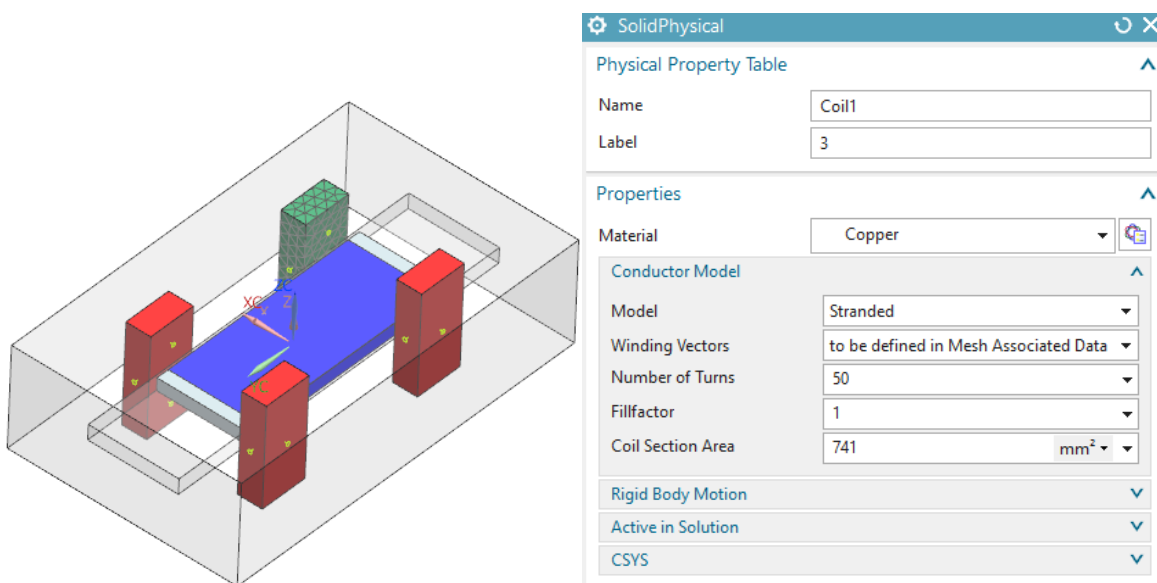 SolidPhysical
Physical Property Table
Name Coil1
Label 3
Properties
Material Copper
Conductor Model
Model Stranded
Winding Vectors to be defined in Mesh Associated Data
Number of Turns 50
Fillfactor 1
Coil Section Area 741 mm²
Rigid Body Motion
Active in Solution
CSYS
ZC
XC
Z